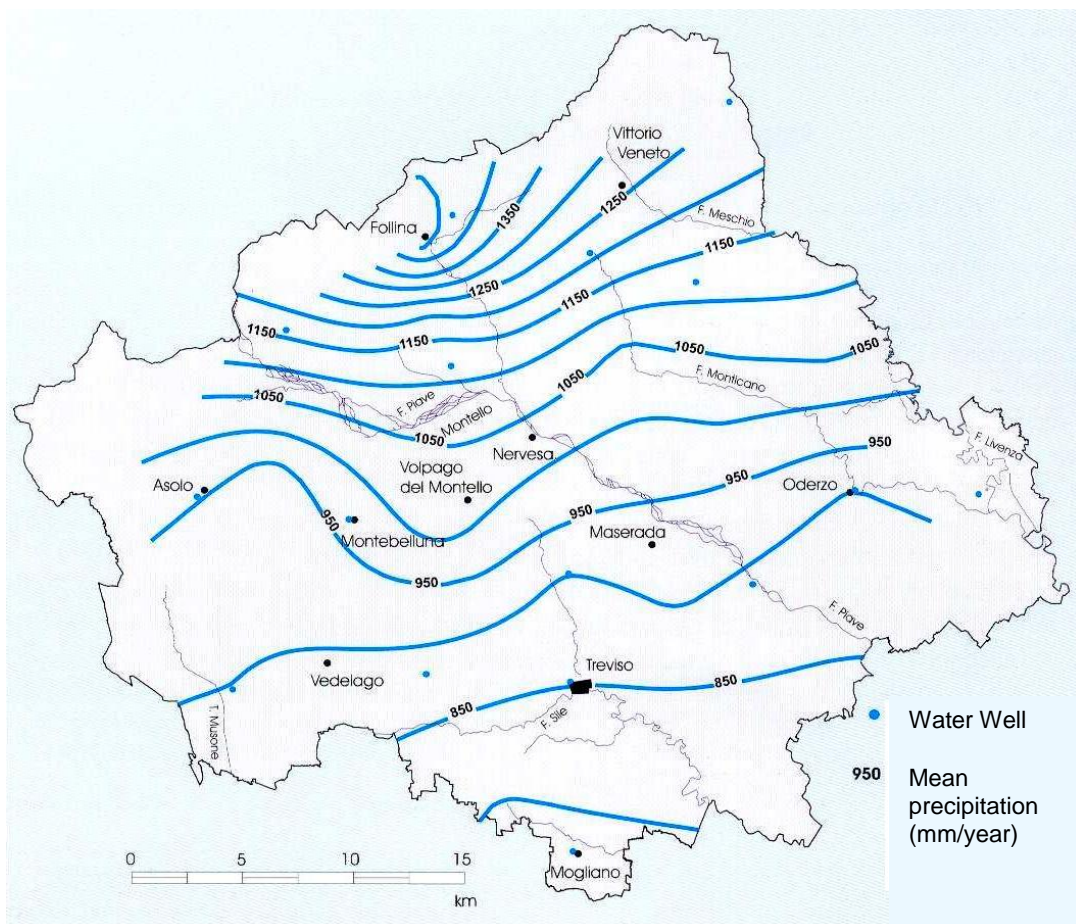 Vittorio
Veneto
1250
1350
F. Meschio
Follina
1150
1250
1150
1150
1150
1050
1050
F. Monticano
1050
1050
F. Piave
Montello
1050
Nervesa
950
F. Livenza
Volpago
del Montello
Asolo
950
Oderzo
950
950
Montebelluna
Maserada
950
F. Piave
Treviso
Vedelago
850
850
T. Musone
F. Sile
Water Well
950
Mean
precipitation
(mm/year)
0
5
10
15
km
Mogliano